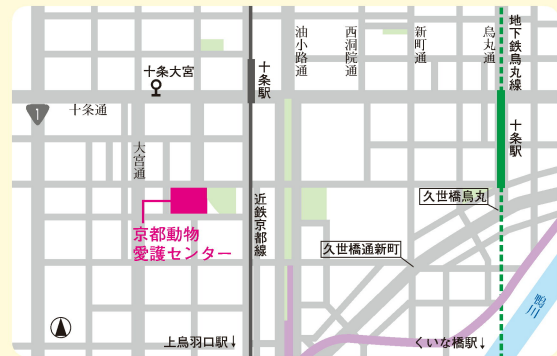 油小路通
西洞院通
新町通
烏丸通
地下鉄烏丸線
十条大宮
十条駅
1
十条通
十条駅
大宮通
久世橋烏丸
京都動物
愛護センター
近鉄京都線
久世橋通新町
鴨川
上鳥羽口駅↓
くいな橋駅↓